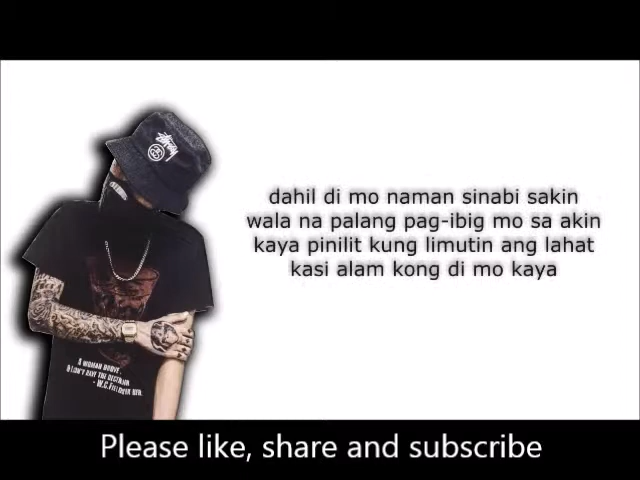 stussy
dahil di mo naman sinabi sakin
wala na palang pag-ibig mo sa akin
kaya pinilit kung limutin ang lahat
kasi alam kong di mo kaya
Please like, share and subscribe